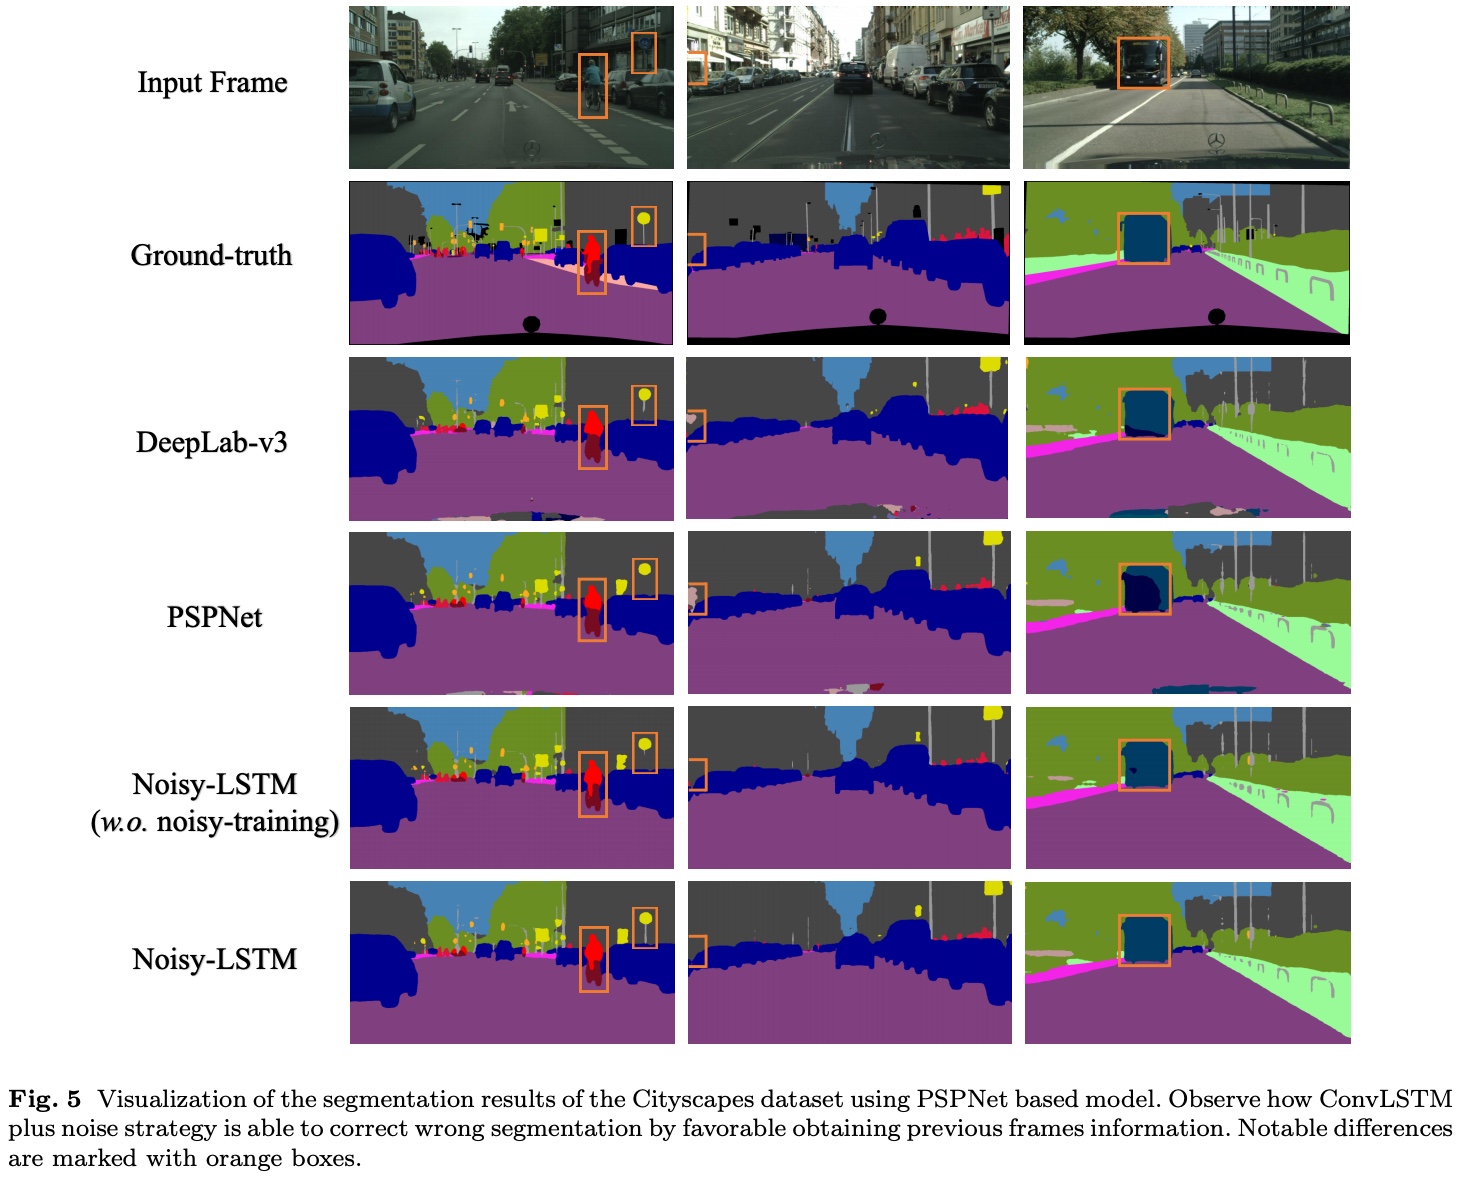 Input Frame
Ground-truth
DeepLab-v3
PSPNet
Noisy-LSTM
(w.o. noisy-training)
Noisy-LSTM
Fig. 5 Visualization of the segmentation results of the Cityscapes dataset using PSPNet based model. Observe how ConvLSTM
plus noise strategy is able to correct wrong segmentation by favorable obtaining previous frames information. Notable differences
are marked with orange boxes.